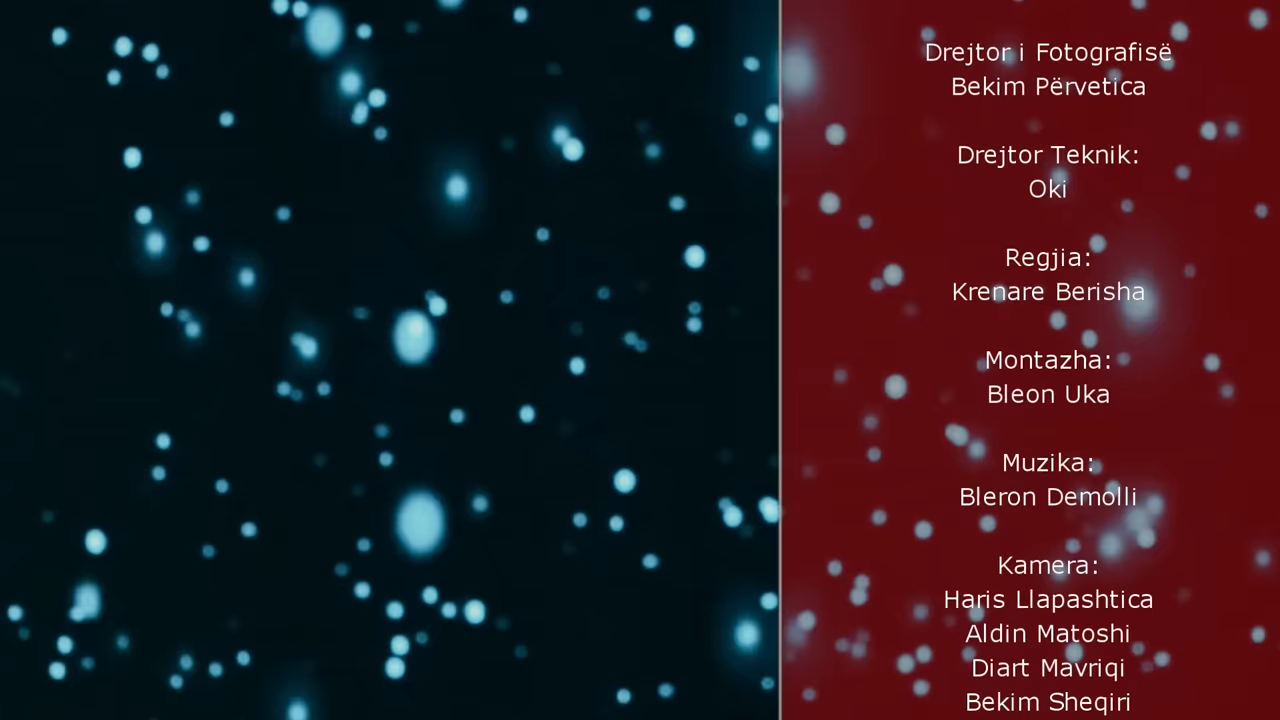 Drejtor i Fotografisë
Bekim Përvetica
Drejtor Teknik:
Oki
Regjia:
Krenare Berisha
Montazha:
Bleon Uka
Muzika:
Bleron Demolli
Kamera:
Haris Llapashtica
Aldin Matoshi
Diart Mavriqi
Bekim Sheqiri